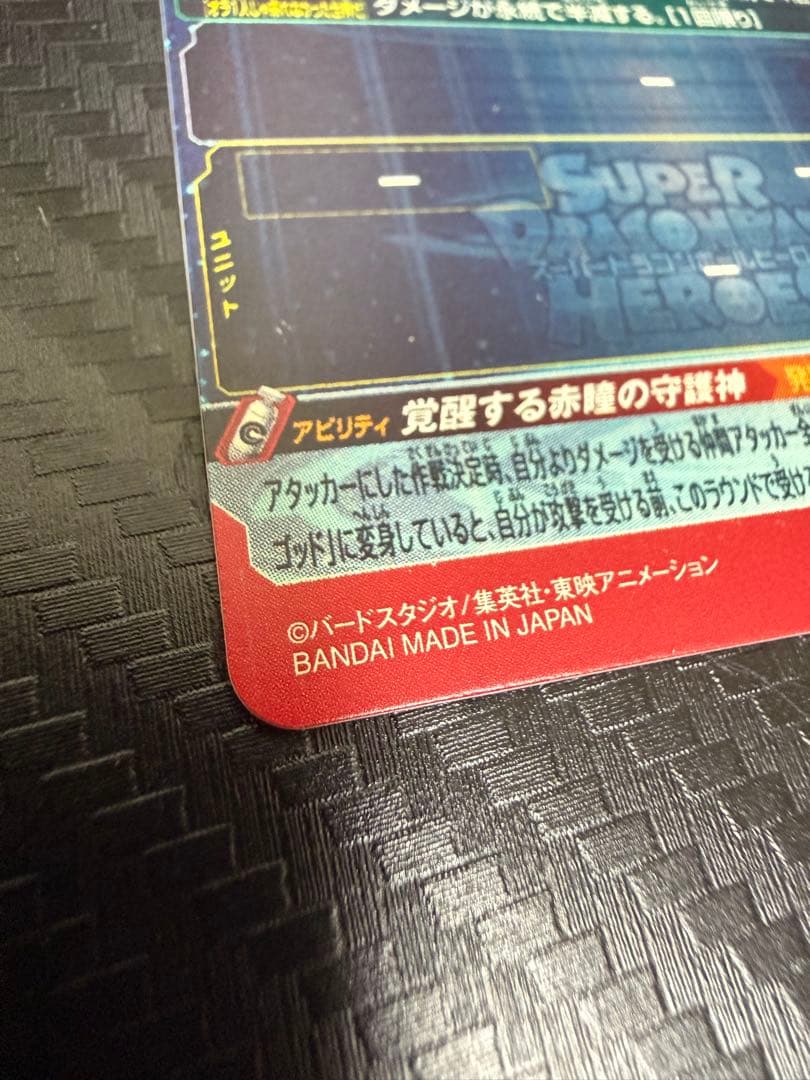 ダメージが永続で半減する。[1回限り]
ユニット
SUPER
DRAGONBA
スーパードラゴンボールヒーロ
HEROES
アビリティ 覚醒する赤瞳の守護神
アタッカーにした作戦決定時、自分よりダメージを受ける仲間アタッカー全
ゴッド」に変身していると、自分が攻撃を受ける前、このラウンドで受け
©バードスタジオ/集英社・東映アニメーション
BANDAI MADE IN JAPAN